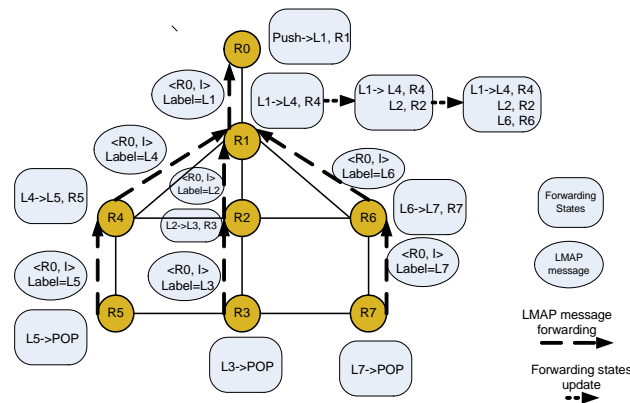 R0
Push->L1, R1
<R0, I>
Label=L1
L1->L4, R4
L1-> L4, R4
L2, R2
L1->L4, R4
L2, R2
L6, R6
R1
<R0, I>
Label=L4
<R0, I>
Label=L2
<R0, I>
Label=L6
L4->L5, R5
R4
L2->L3, R3
R2
R6
L6->L7, R7
Forwarding
States
<R0, I>
Label=L5
<R0, I>
Label=L3
<R0, I>
Label=L7
LMAP
message
R5
R3
R7
LMAP message
forwarding
L5->POP
L3->POP
L7->POP
Forwarding states
update